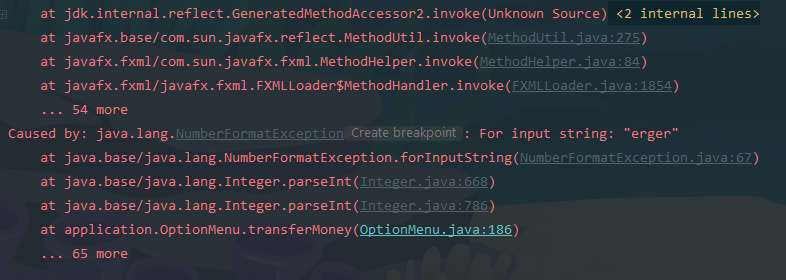 at jdk.internal.reflect.GeneratedMethodAccessor2.invoke(Unknown Source) <2 internal lines>
at javafx.base/com.sun.javafx.reflect.MethodUtil.invoke(MethodUtil.java:275)
at javafx.fxml/com.sun.javafx.fxml.MethodHelper.invoke(MethodHelper.java:84)
at javafx.fxml/javafx.fxml.FXMLLoader$MethodHandler.invoke(FXMLLoader.java:1854)
... 54 more
Caused by: java.lang.NumberFormatException Create breakpoint : For input string: "erger"
at java.base/java.lang.NumberFormatException.forInputString(NumberFormatException.java:67)
at java.base/java.lang.Integer.parseInt(Integer.java:668)
at java.base/java.lang.Integer.parseInt(Integer.java:786)
at application.OptionMenu.transferMoney(OptionMenu.java:186)
... 65 more